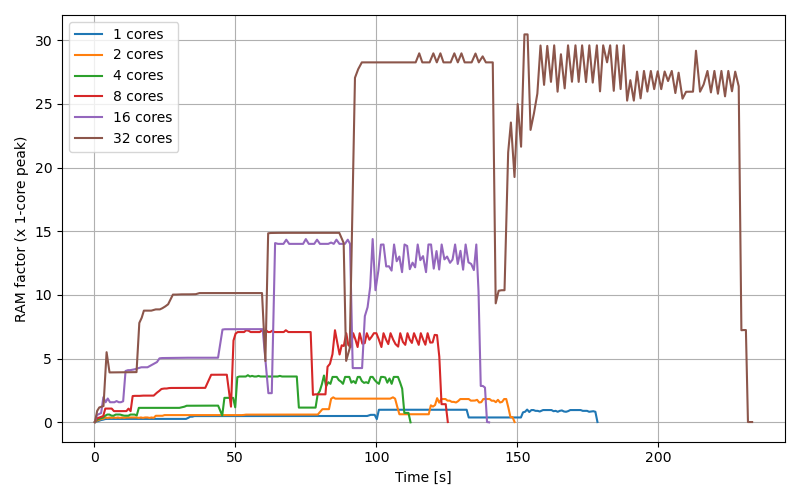 1 cores
2 cores
4 cores
8 cores
16 cores
32 cores
RAM factor (x 1-core peak)
30
25
20
15
10
5
0
0 50 100 150 200
Time [s]